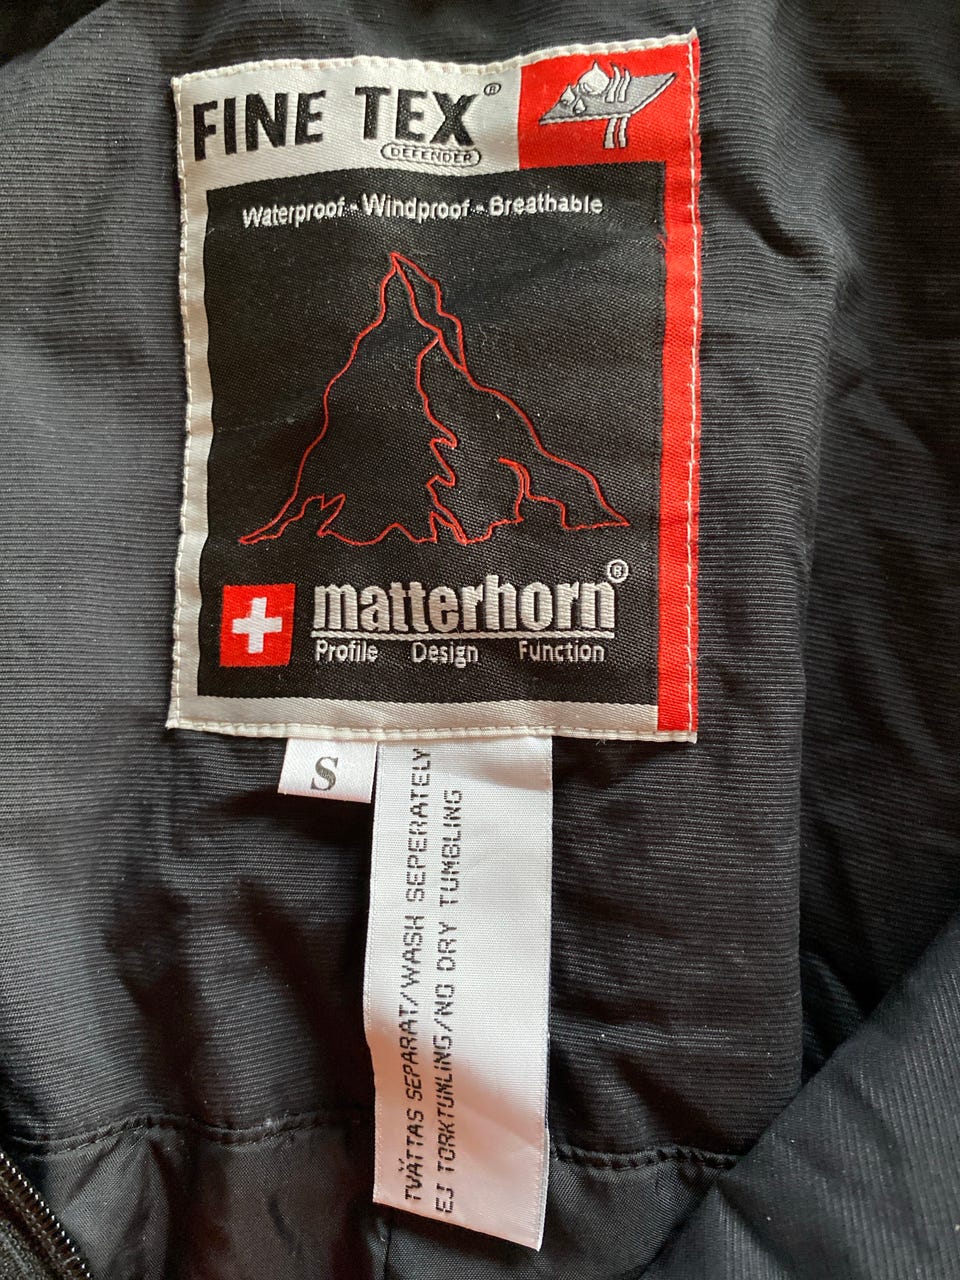 FINE TEX®
DEFENDER
Waterproof - Windproof - Breathable
matterhorn®
Profile Design Function
S
TVÄTTAS SEPARAT/WASH SEPERATELY
EJ TORKTUMLING/NO DRY TUMBLING